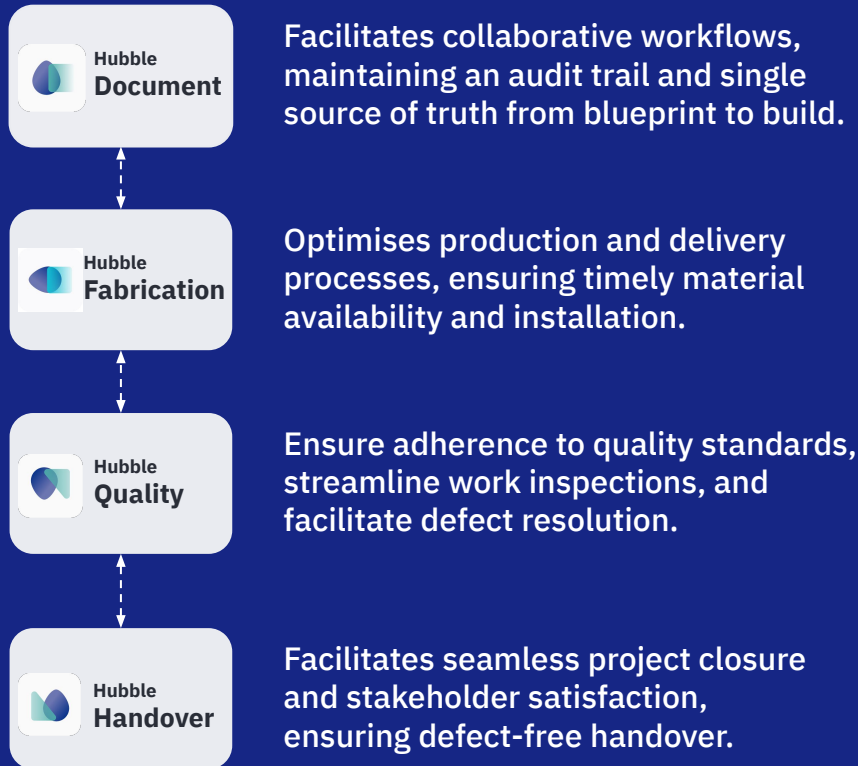 Hubble
Document
Facilitates collaborative workflows,
maintaining an audit trail and single
source of truth from blueprint to build.
Hubble
Fabrication
Optimises production and delivery
processes, ensuring timely material
availability and installation.
Hubble
Quality
Ensure adherence to quality standards,
streamline work inspections, and
facilitate defect resolution.
Hubble
Handover
Facilitates seamless project closure
and stakeholder satisfaction,
ensuring defect-free handover.